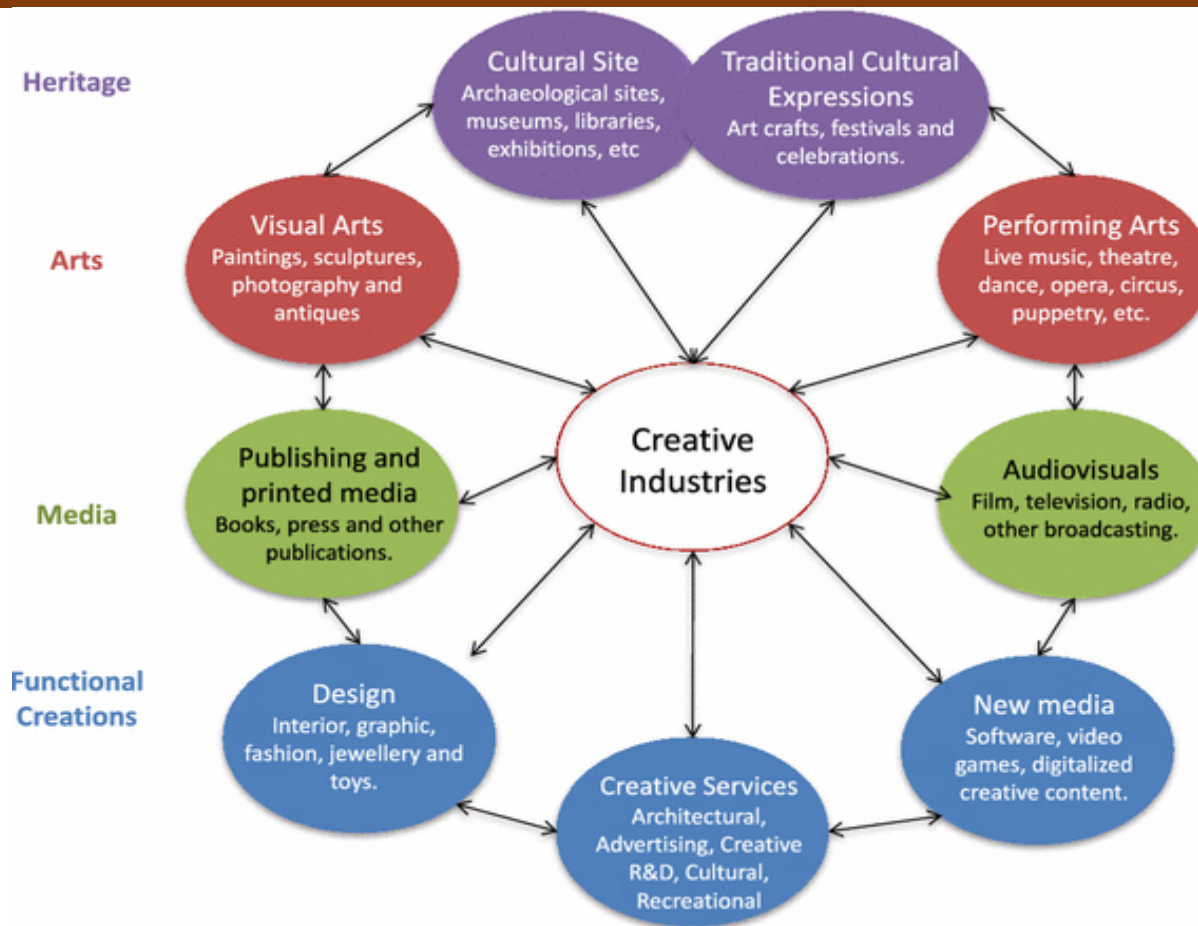 Heritage
Cultural Site
Archaeological sites,
museums, libraries,
exhibitions, etc
Traditional Cultural
Expressions
Art crafts, festivals and
celebrations.
Arts
Visual Arts
Paintings, sculptures,
photography and
antiques
Performing Arts
Live music, theatre,
dance, opera, circus,
puppetry, etc.
Creative
Industries
Media
Publishing and
printed media
Books, press and other
publications.
Audiovisuals
Film, television, radio,
other broadcasting.
Functional
Creations
Design
Interior, graphic,
fashion, jewellery and
toys.
Creative Services
Architectural,
Advertising, Creative
R&D, Cultural,
Recreational
New media
Software, video
games, digitalized
creative content.